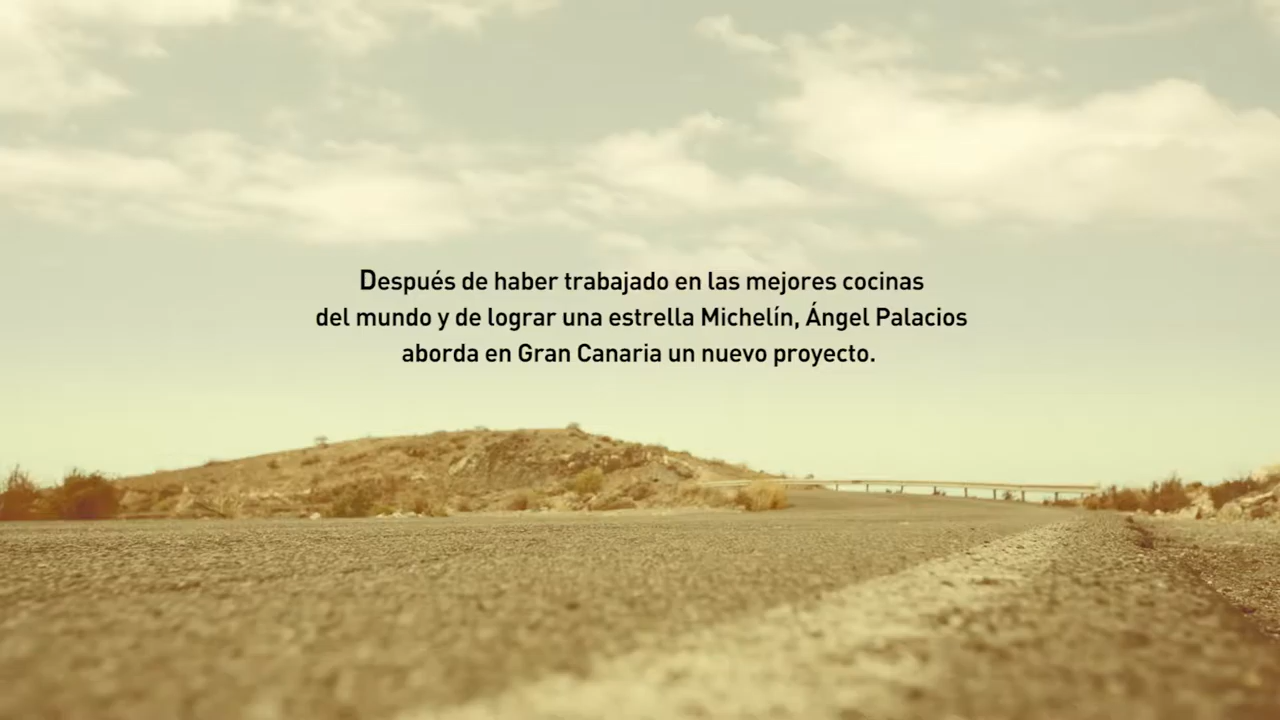 Después de haber trabajado en las mejores cocinas
del mundo y de lograr una estrella Michelín, Ángel Palacios
aborda en Gran Canaria un nuevo proyecto.